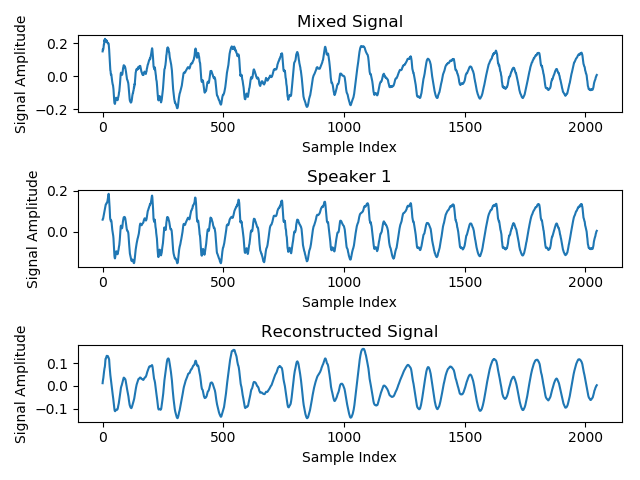 Mixed Signal
Signal Amplitude
0.2
0.0
−0.2
0
500
1000
1500
2000
Sample Index
Speaker 1
Signal Amplitude
0.2
0.0
0
500
1000
1500
2000
Sample Index
Reconstructed Signal
Signal Amplitude
0.1
0.0
−0.1
0
500
1000
1500
2000
Sample Index